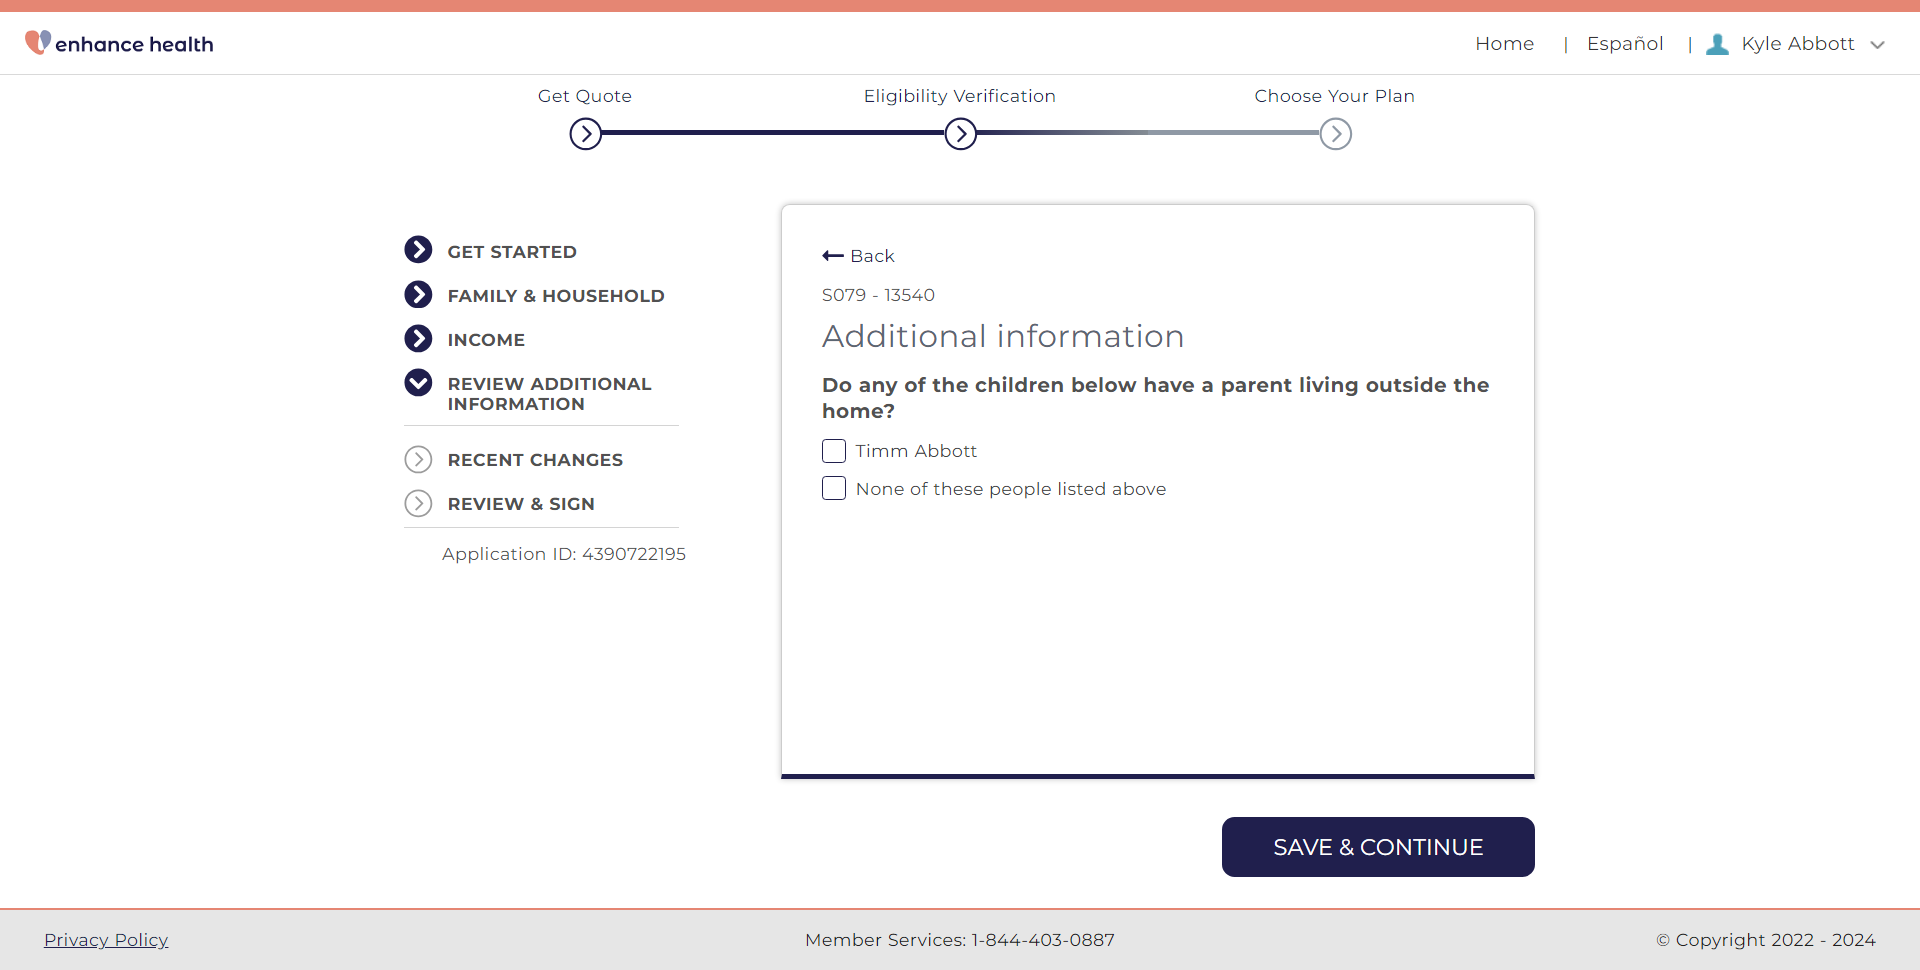 enhance health
Home | Español | Kyle Abbott
Get Quote
Eligibility Verification
Choose Your Plan
GET STARTED
FAMILY & HOUSEHOLD
INCOME
REVIEW ADDITIONAL
INFORMATION
RECENT CHANGES
REVIEW & SIGN
Application ID: 4390722195
Back
S079 - 13540
Additional information
Do any of the children below have a parent living outside the
home?
Timm Abbott
None of these people listed above
SAVE & CONTINUE
Privacy Policy
Member Services: 1-844-403-0887
© Copyright 2022 - 2024